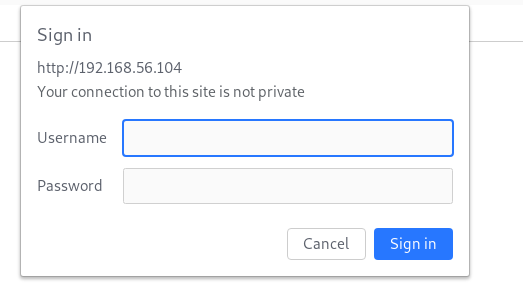 Sign in
http://192.168.56.104
Your connection to this site is not private
Username
Password
Cancel
Sign in